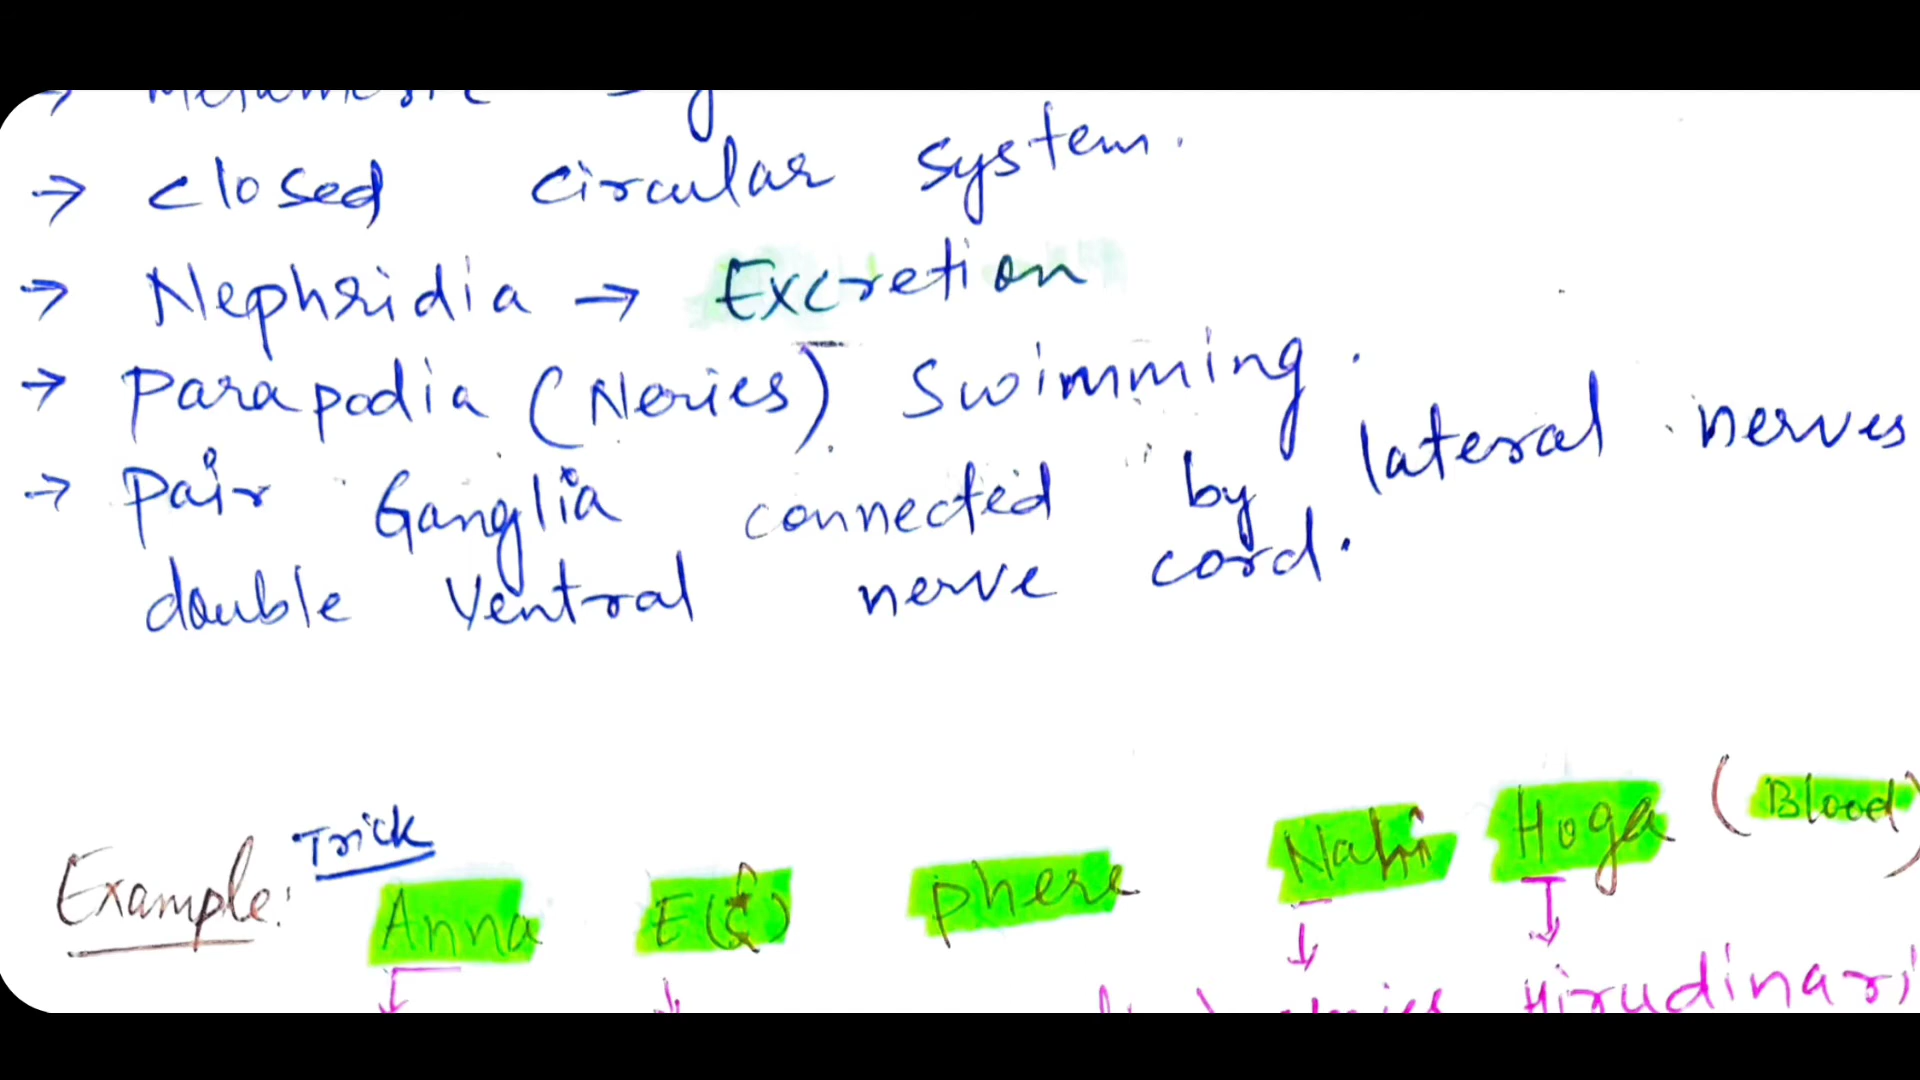 → closed circular system.
→ Nephridia → Excretion
→ Parapodia (Neries) Swimming.
→ Pair Ganglia connected by lateral nerves
double Ventral nerve cord.
Example: Trick
Anna phere Nahi Hoga (Blood)
Hirudinari